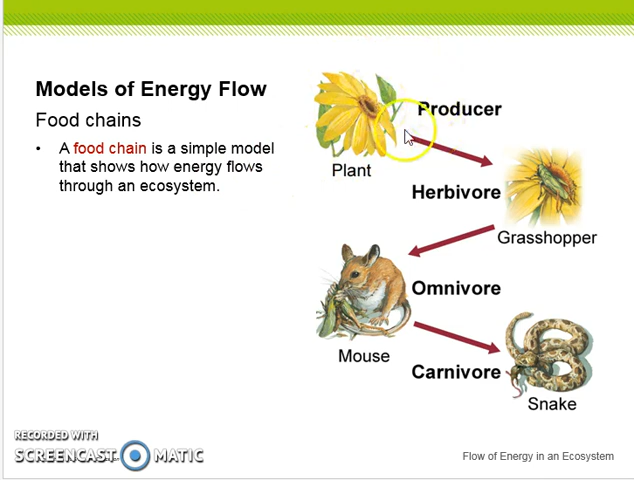 Models of Energy Flow
Food chains
• A food chain is a simple model
that shows how energy flows
through an ecosystem.
Producer
Plant
Herbivore
Grasshopper
Omnivore
Mouse
Carnivore
Snake
RECORDED WITH
SCREENCAST MATIC
Flow of Energy in an Ecosystem